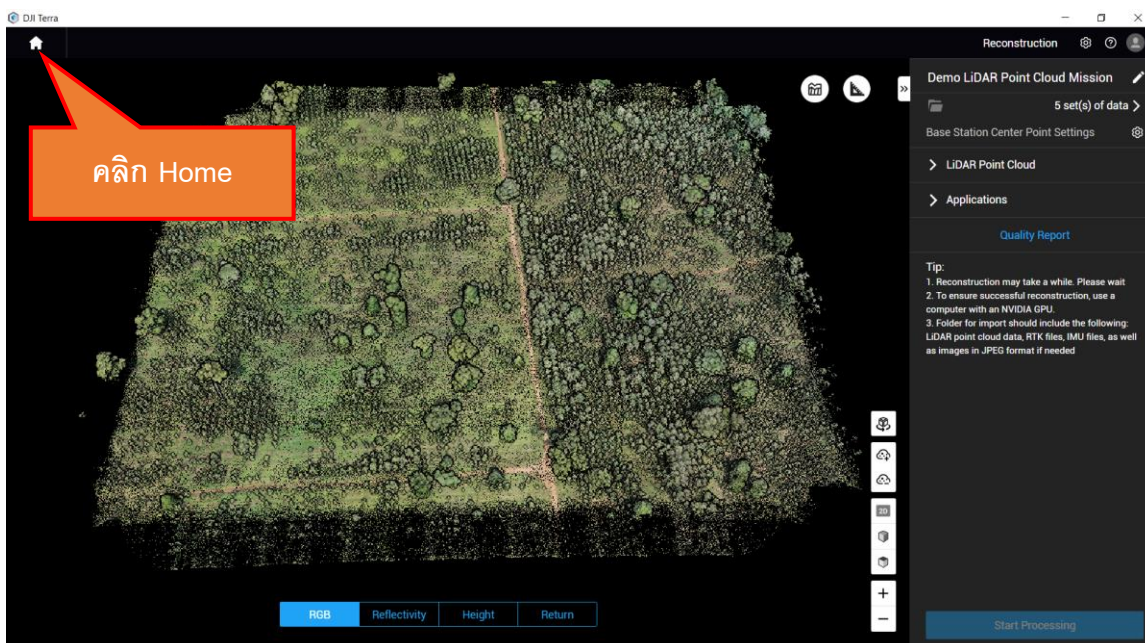 DJI Terra
Reconstruction
คลิก Home
Demo LiDAR Point Cloud Mission
5 set(s) of data
Base Station Center Point Settings
LiDAR Point Cloud
Applications
Quality Report
Tip:
1. Reconstruction may take a while. Please wait
2. To ensure successful reconstruction, use a
computer with an NVIDIA GPU.
3. Folder for import should include the following:
LiDAR point cloud data, RTK files, IMU files, as well
as images in JPEG format if needed
2D
RGB Reflectivity Height Return
Start Processing